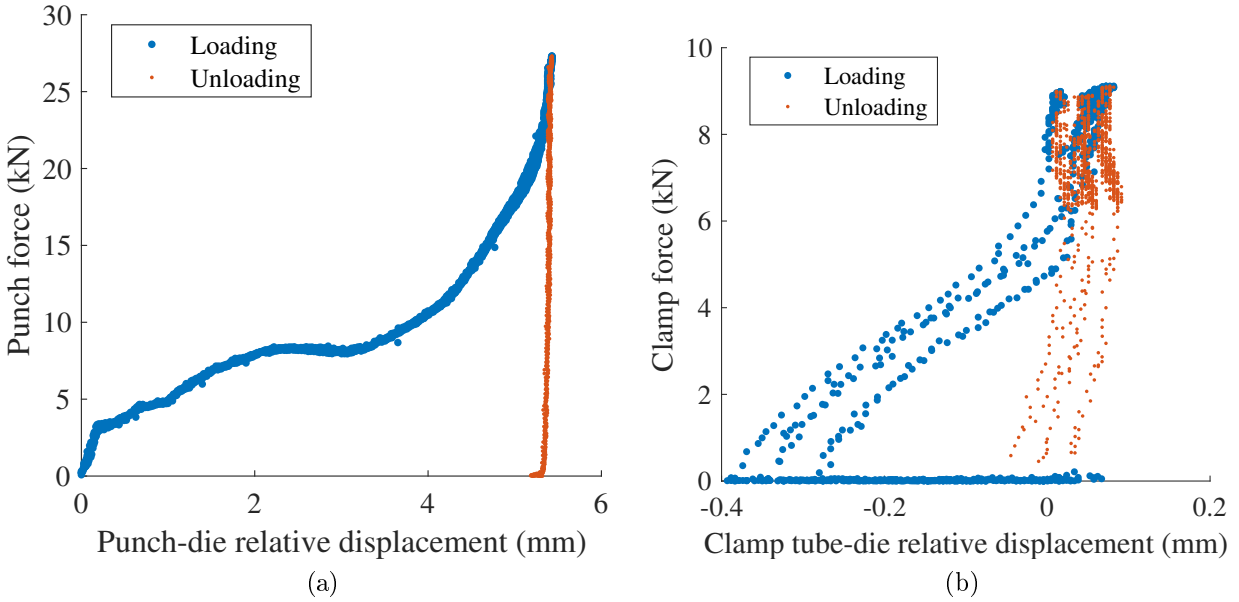 30
25
20
15
10
5
0
Punch force (kN)
Loading
Unloading
0
2
4
6
Punch-die relative displacement (mm)
(a)
10
8
6
4
2
0
Clamp force (kN)
Loading
Unloading
-0.4
-0.2
0
0.2
Clamp tube-die relative displacement (mm)
(b)